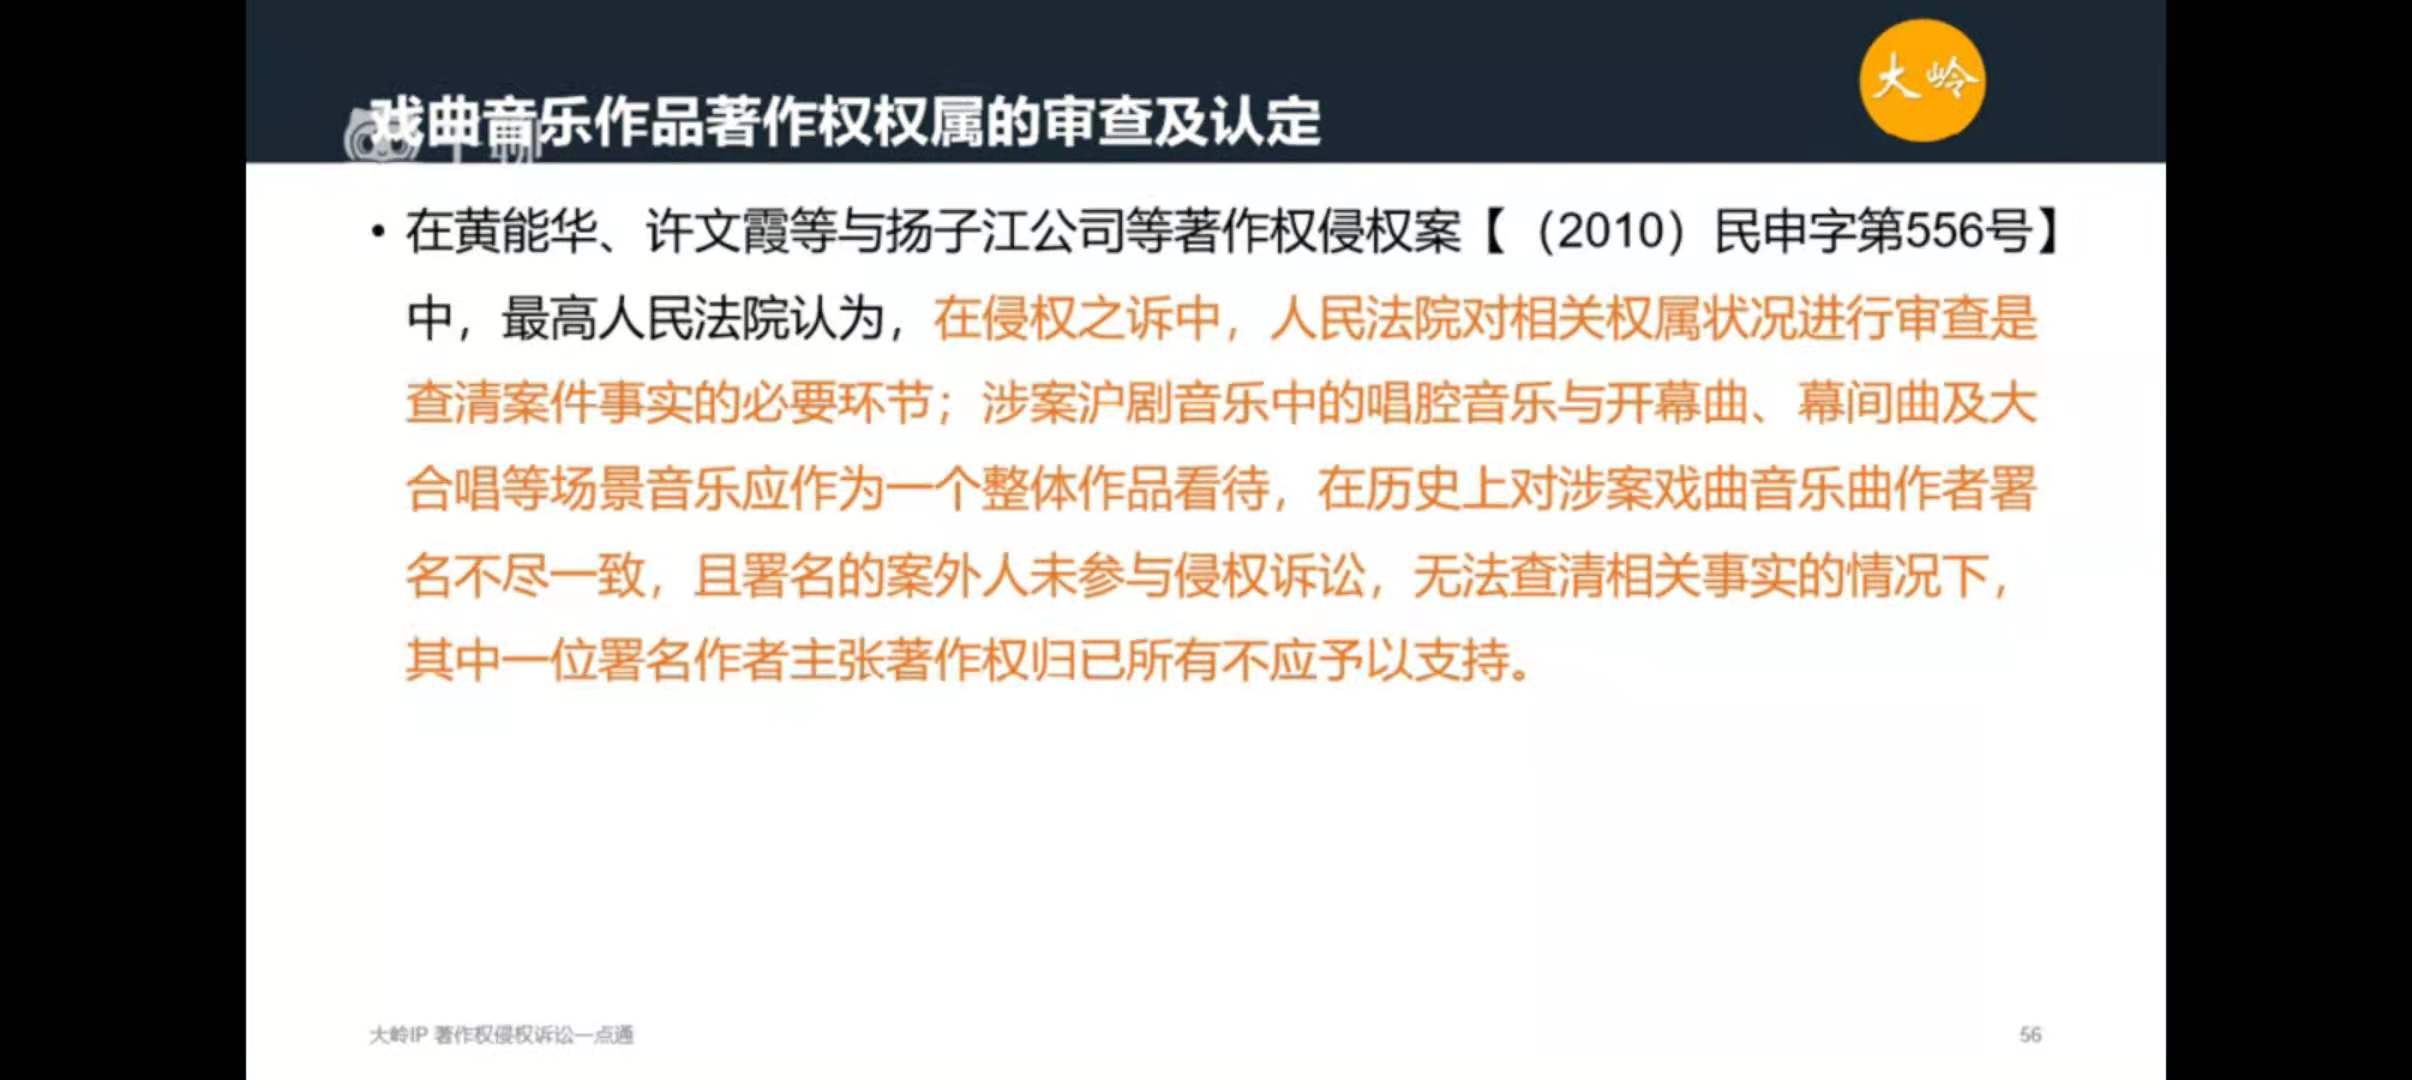 大岭
戏曲音乐作品著作权权属的审查及认定
• 在黄能华、许文霞等与扬子江公司等著作权侵权案【（2010）民申字第556号】
中，最高人民法院认为，在侵权之诉中，人民法院对相关权属状况进行审查是
查清案件事实的必要环节；涉案沪剧音乐中的唱腔音乐与开幕曲、幕间曲及大
合唱等场景音乐应作为一个整体作品看待，在历史上对涉案戏曲音乐曲作者署
名不尽一致，且署名的案外人未参与侵权诉讼，无法查清相关事实的情况下，
其中一位署名作者主张著作权归已所有不应予以支持。
大岭IP 著作权侵权诉讼一点通
56